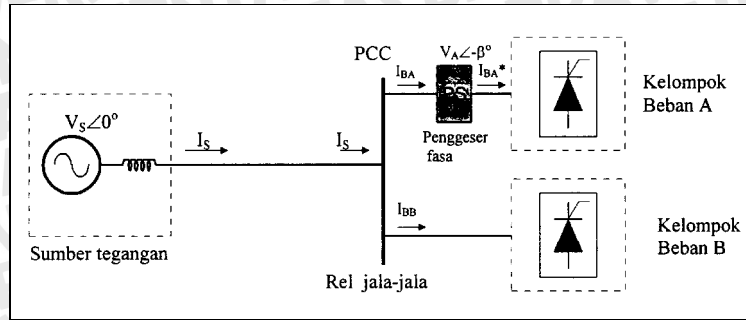 PCC
V_A∠-β°
I_BA
I_BA*
PS
Penggeser
fasa
Kelompok
Beban A
V_S∠0°
I_S
I_S
Sumber tegangan
I_BB
Kelompok
Beban B
Rel jala-jala